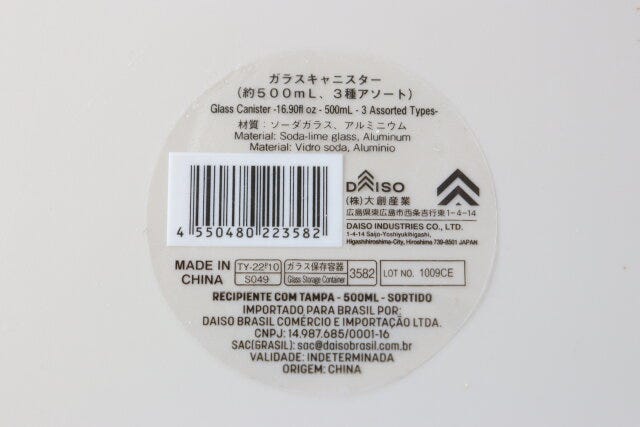 ガラスキャニスター
(約500mL、3種アソート)
Glass Canister -16.90fl oz - 500mL - 3 Assorted Types-
材質：ソーダガラス、アルミニウム
Material: Soda-lime glass, Aluminum
Material: Vidro soda, Alumínio
4 550480 223582
DAISO
(株)大創産業
広島県東広島市西条吉行東1-4-14
DAISO INDUSTRIES CO., LTD.
1-4-14 Saijo-Yoshiyukihigashi,
Higashihiroshima-City, Hiroshima 739-8501 JAPAN
MADE IN
CHINA
TY-22P10
S049
ガラス保存容器
Glass Storage Container
3582
LOT NO. 1009CE
RECIPIENTE COM TAMPA - 500ML - SORTIDO
IMPORTADO PARA BRASIL POR:
DAISO BRASIL COMÉRCIO E IMPORTAÇÃO LTDA.
CNPJ: 14.987.685/0001-16
SAC(GRASIL): sac@daisobrasil.com.br
VALIDADE: INDETERMINADA
ORIGEM: CHINA